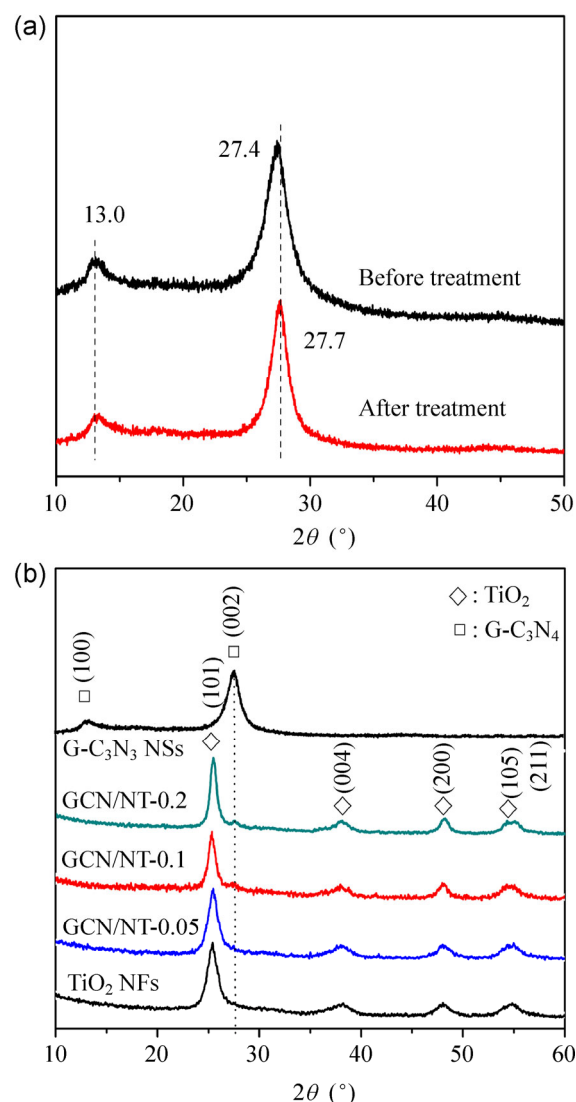 (a)
27.4
13.0
Before treatment
27.7
After treatment
10 20 30 40 50
2θ (°)
(b)
◇ : TiO₂
□ : G-C₃N₄
(100)
(002)
(101)
G-C₃N₃ NSs
(004)
(200)
(105)
(211)
GCN/NT-0.2
GCN/NT-0.1
GCN/NT-0.05
TiO₂ NFs
10 20 30 40 50 60
2θ (°)